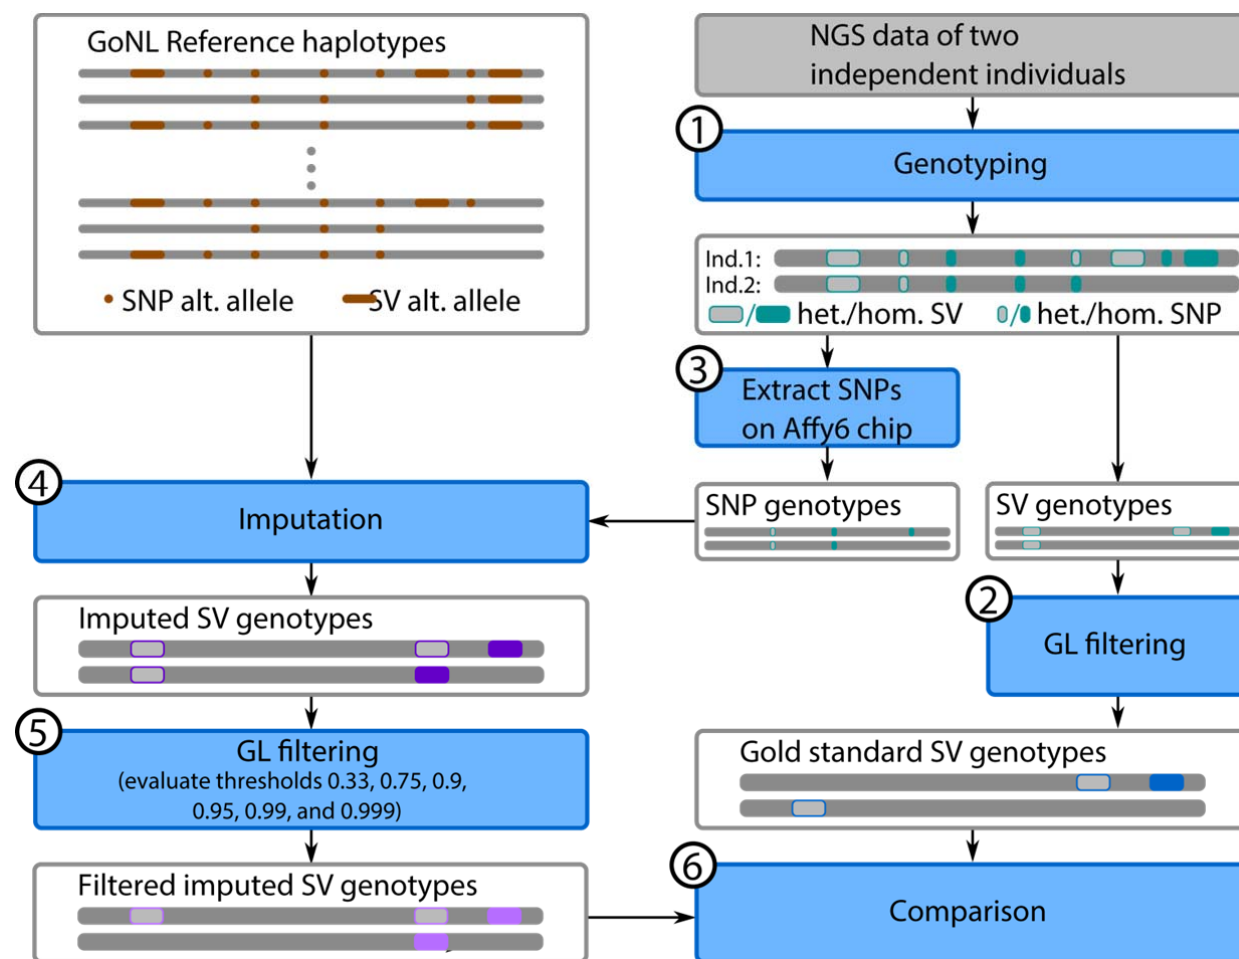 GoNL Reference haplotypes
SNP alt. allele
SV alt. allele
NGS data of two
independent individuals
1
Genotyping
Ind.1:
Ind.2:
/ het./hom. SV
/ het./hom. SNP
3
Extract SNPs
on Affy6 chip
4
Imputation
SNP genotypes
SV genotypes
Imputed SV genotypes
2
GL filtering
5
GL filtering
(evaluate thresholds 0.33, 0.75, 0.9,
0.95, 0.99, and 0.999)
Gold standard SV genotypes
Filtered imputed SV genotypes
6
Comparison